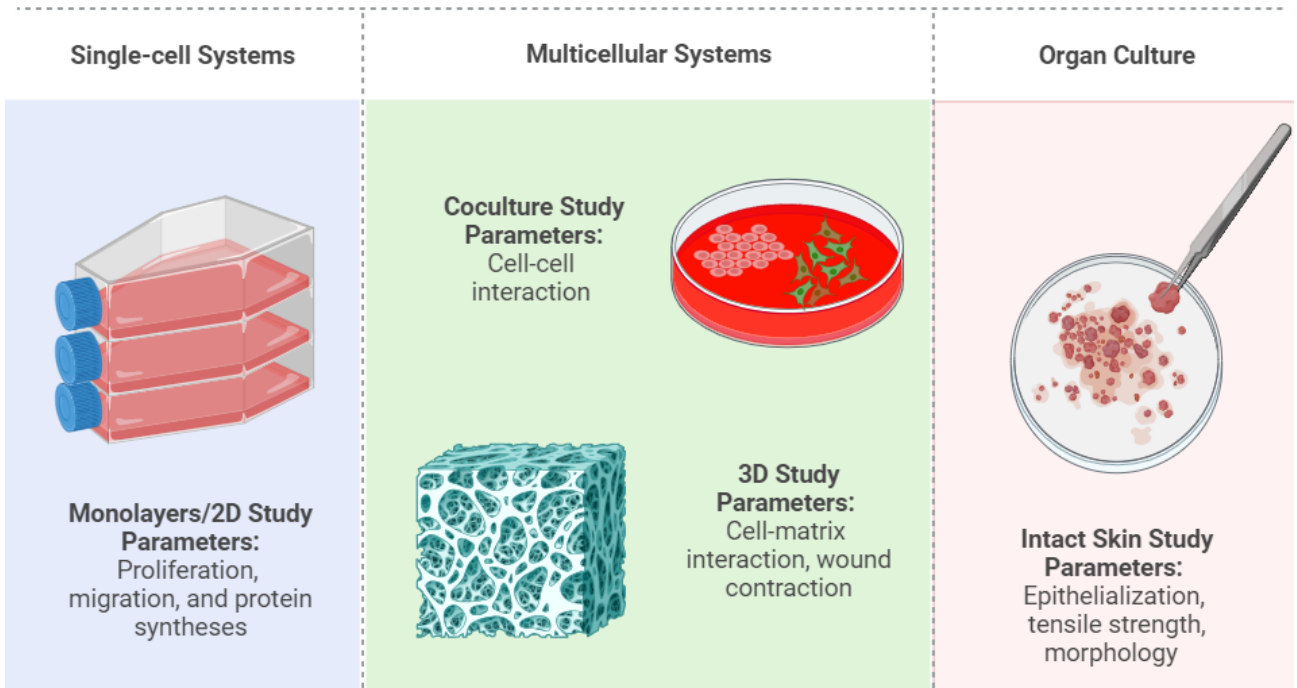 Single-cell Systems
Multicellular Systems
Organ Culture
Monolayers/2D Study
Parameters:
Proliferation,
migration, and protein
syntheses
Coculture Study
Parameters:
Cell-cell
interaction
3D Study
Parameters:
Cell-matrix
interaction, wound
contraction
Intact Skin Study
Parameters:
Epithelialization,
tensile strength,
morphology